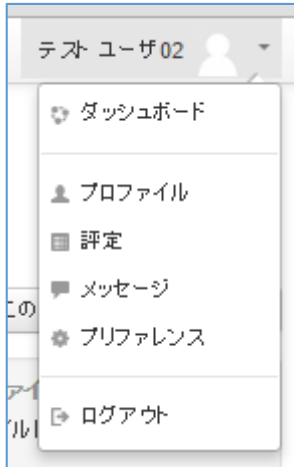 テスト ユーザ02
ダッシュボード
プロファイル
評定
メッセージ
この
プリファレンス
ログアウト